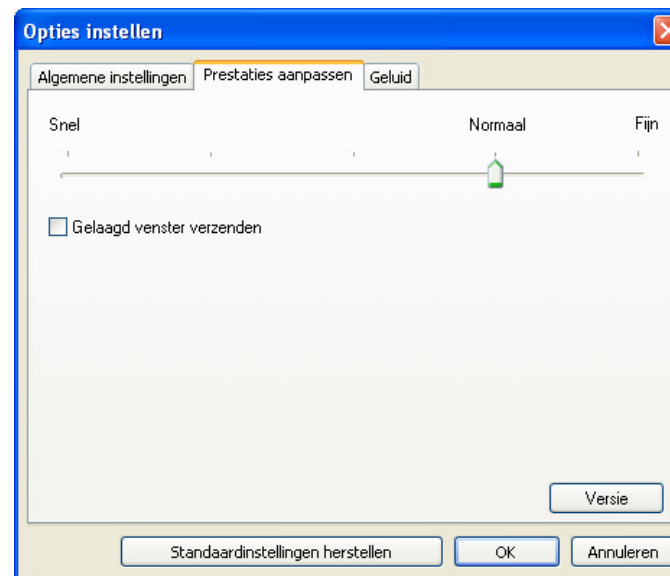 Opties instellen
Algemene instellingen Prestaties aanpassen Geluid
Snel Normaal Fijn
Gelaagd venster verzenden
Versie
Standaardinstellingen herstellen OK Annuleren